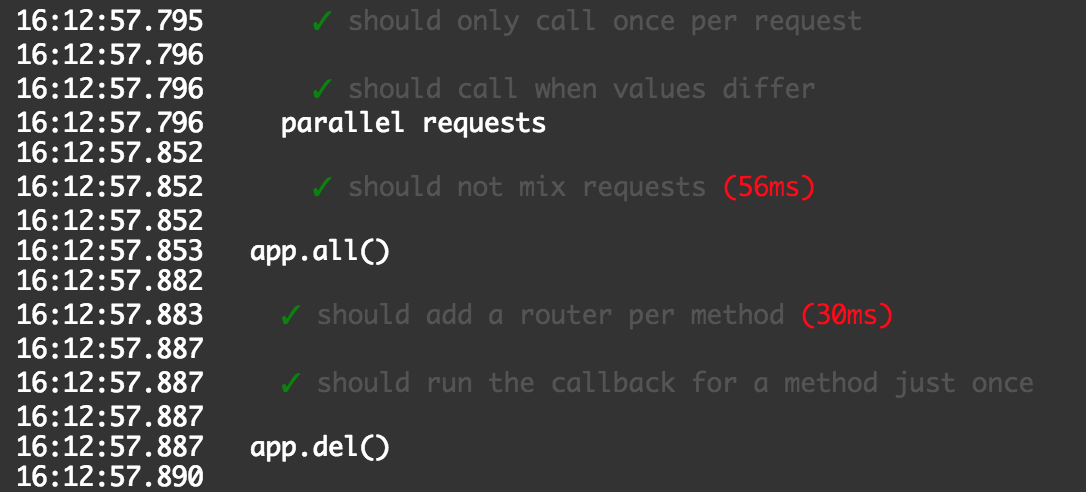 16:12:57.795 ✓ should only call once per request
16:12:57.796
16:12:57.796 ✓ should call when values differ
16:12:57.796 parallel requests
16:12:57.852
16:12:57.852 ✓ should not mix requests (56ms)
16:12:57.852
16:12:57.853 app.all()
16:12:57.882
16:12:57.883 ✓ should add a router per method (30ms)
16:12:57.887
16:12:57.887 ✓ should run the callback for a method just once
16:12:57.887
16:12:57.887 app.del()
16:12:57.890